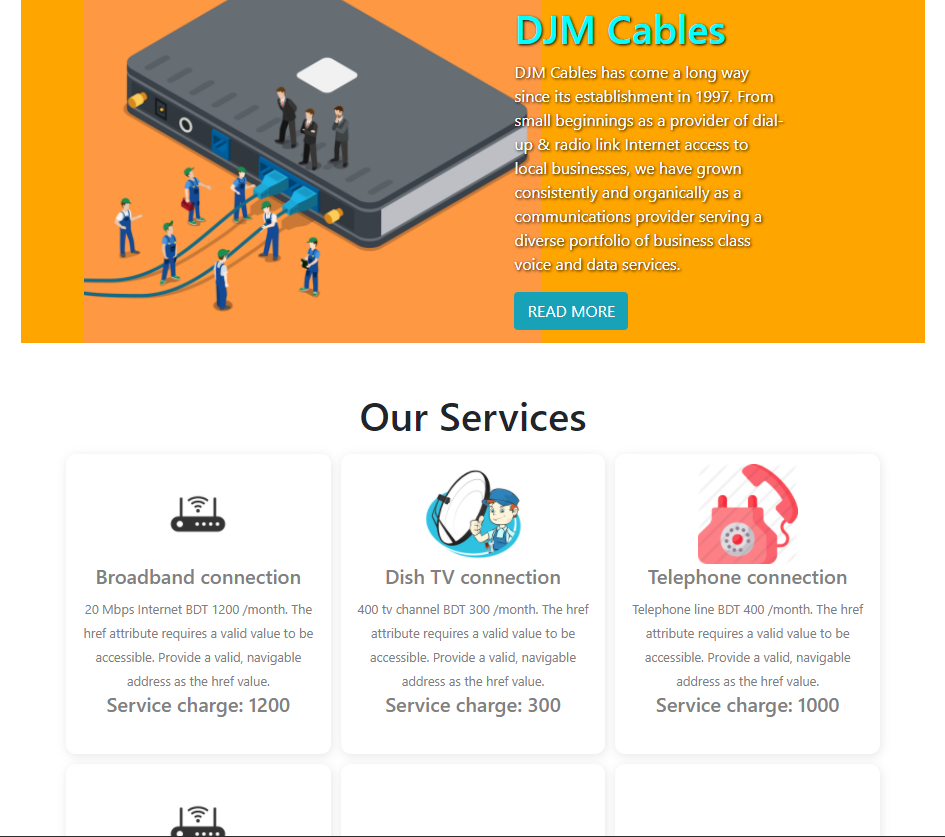 DJM Cables
DJM Cables has come a long way
since its establishment in 1997. From
small beginnings as a provider of dial-
up & radio link Internet access to
local businesses, we have grown
consistently and organically as a
communications provider serving a
diverse portfolio of business class
voice and data services.
READ MORE
Our Services
Broadband connection
20 Mbps Internet BDT 1200 /month. The
href attribute requires a valid value to be
accessible. Provide a valid, navigable
address as the href value.
Service charge: 1200
Dish TV connection
400 tv channel BDT 300 /month. The href
attribute requires a valid value to be
accessible. Provide a valid, navigable
address as the href value.
Service charge: 300
Telephone connection
Telephone line BDT 400 /month. The href
attribute requires a valid value to be
accessible. Provide a valid, navigable
address as the href value.
Service charge: 1000